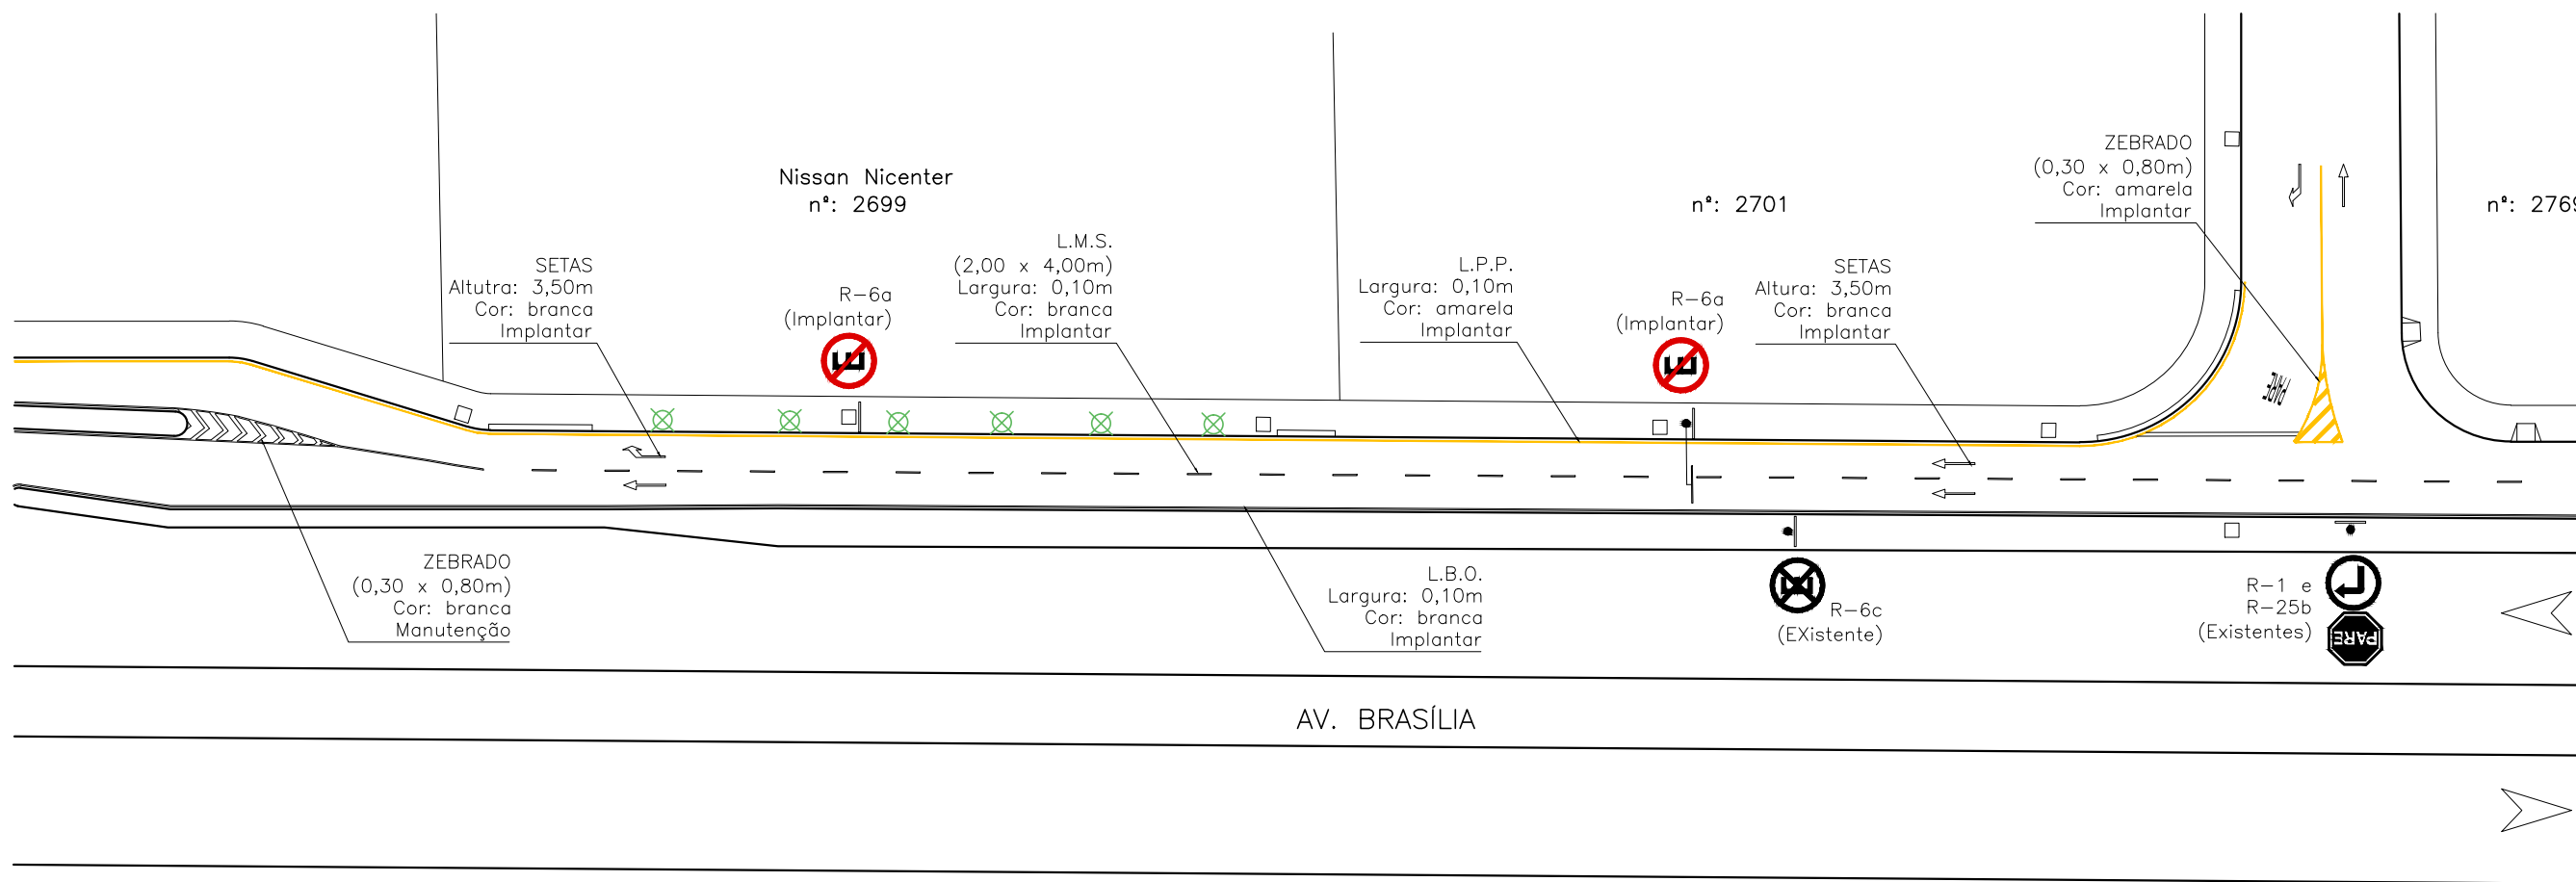 Nissan Nicenter
nº: 2699
nº: 2701
nº: 2769
ZEBRADO
(0,30 x 0,80m)
Cor: amarela
Implantar
SETAS
Altutra: 3,50m
Cor: branca
Implantar
R-6a
(Implantar)
E
L.M.S.
(2,00 x 4,00m)
Largura: 0,10m
Cor: branca
Implantar
L.P.P.
Largura: 0,10m
Cor: amarela
Implantar
R-6a
(Implantar)
E
SETAS
Altura: 3,50m
Cor: branca
Implantar
PARE
ZEBRADO
(0,30 x 0,80m)
Cor: branca
Manutenção
L.B.O.
Largura: 0,10m
Cor: branca
Implantar
E
R-6c
(EXistente)
R-1 e
R-25b
(Existentes)
PARE
AV. BRASÍLIA